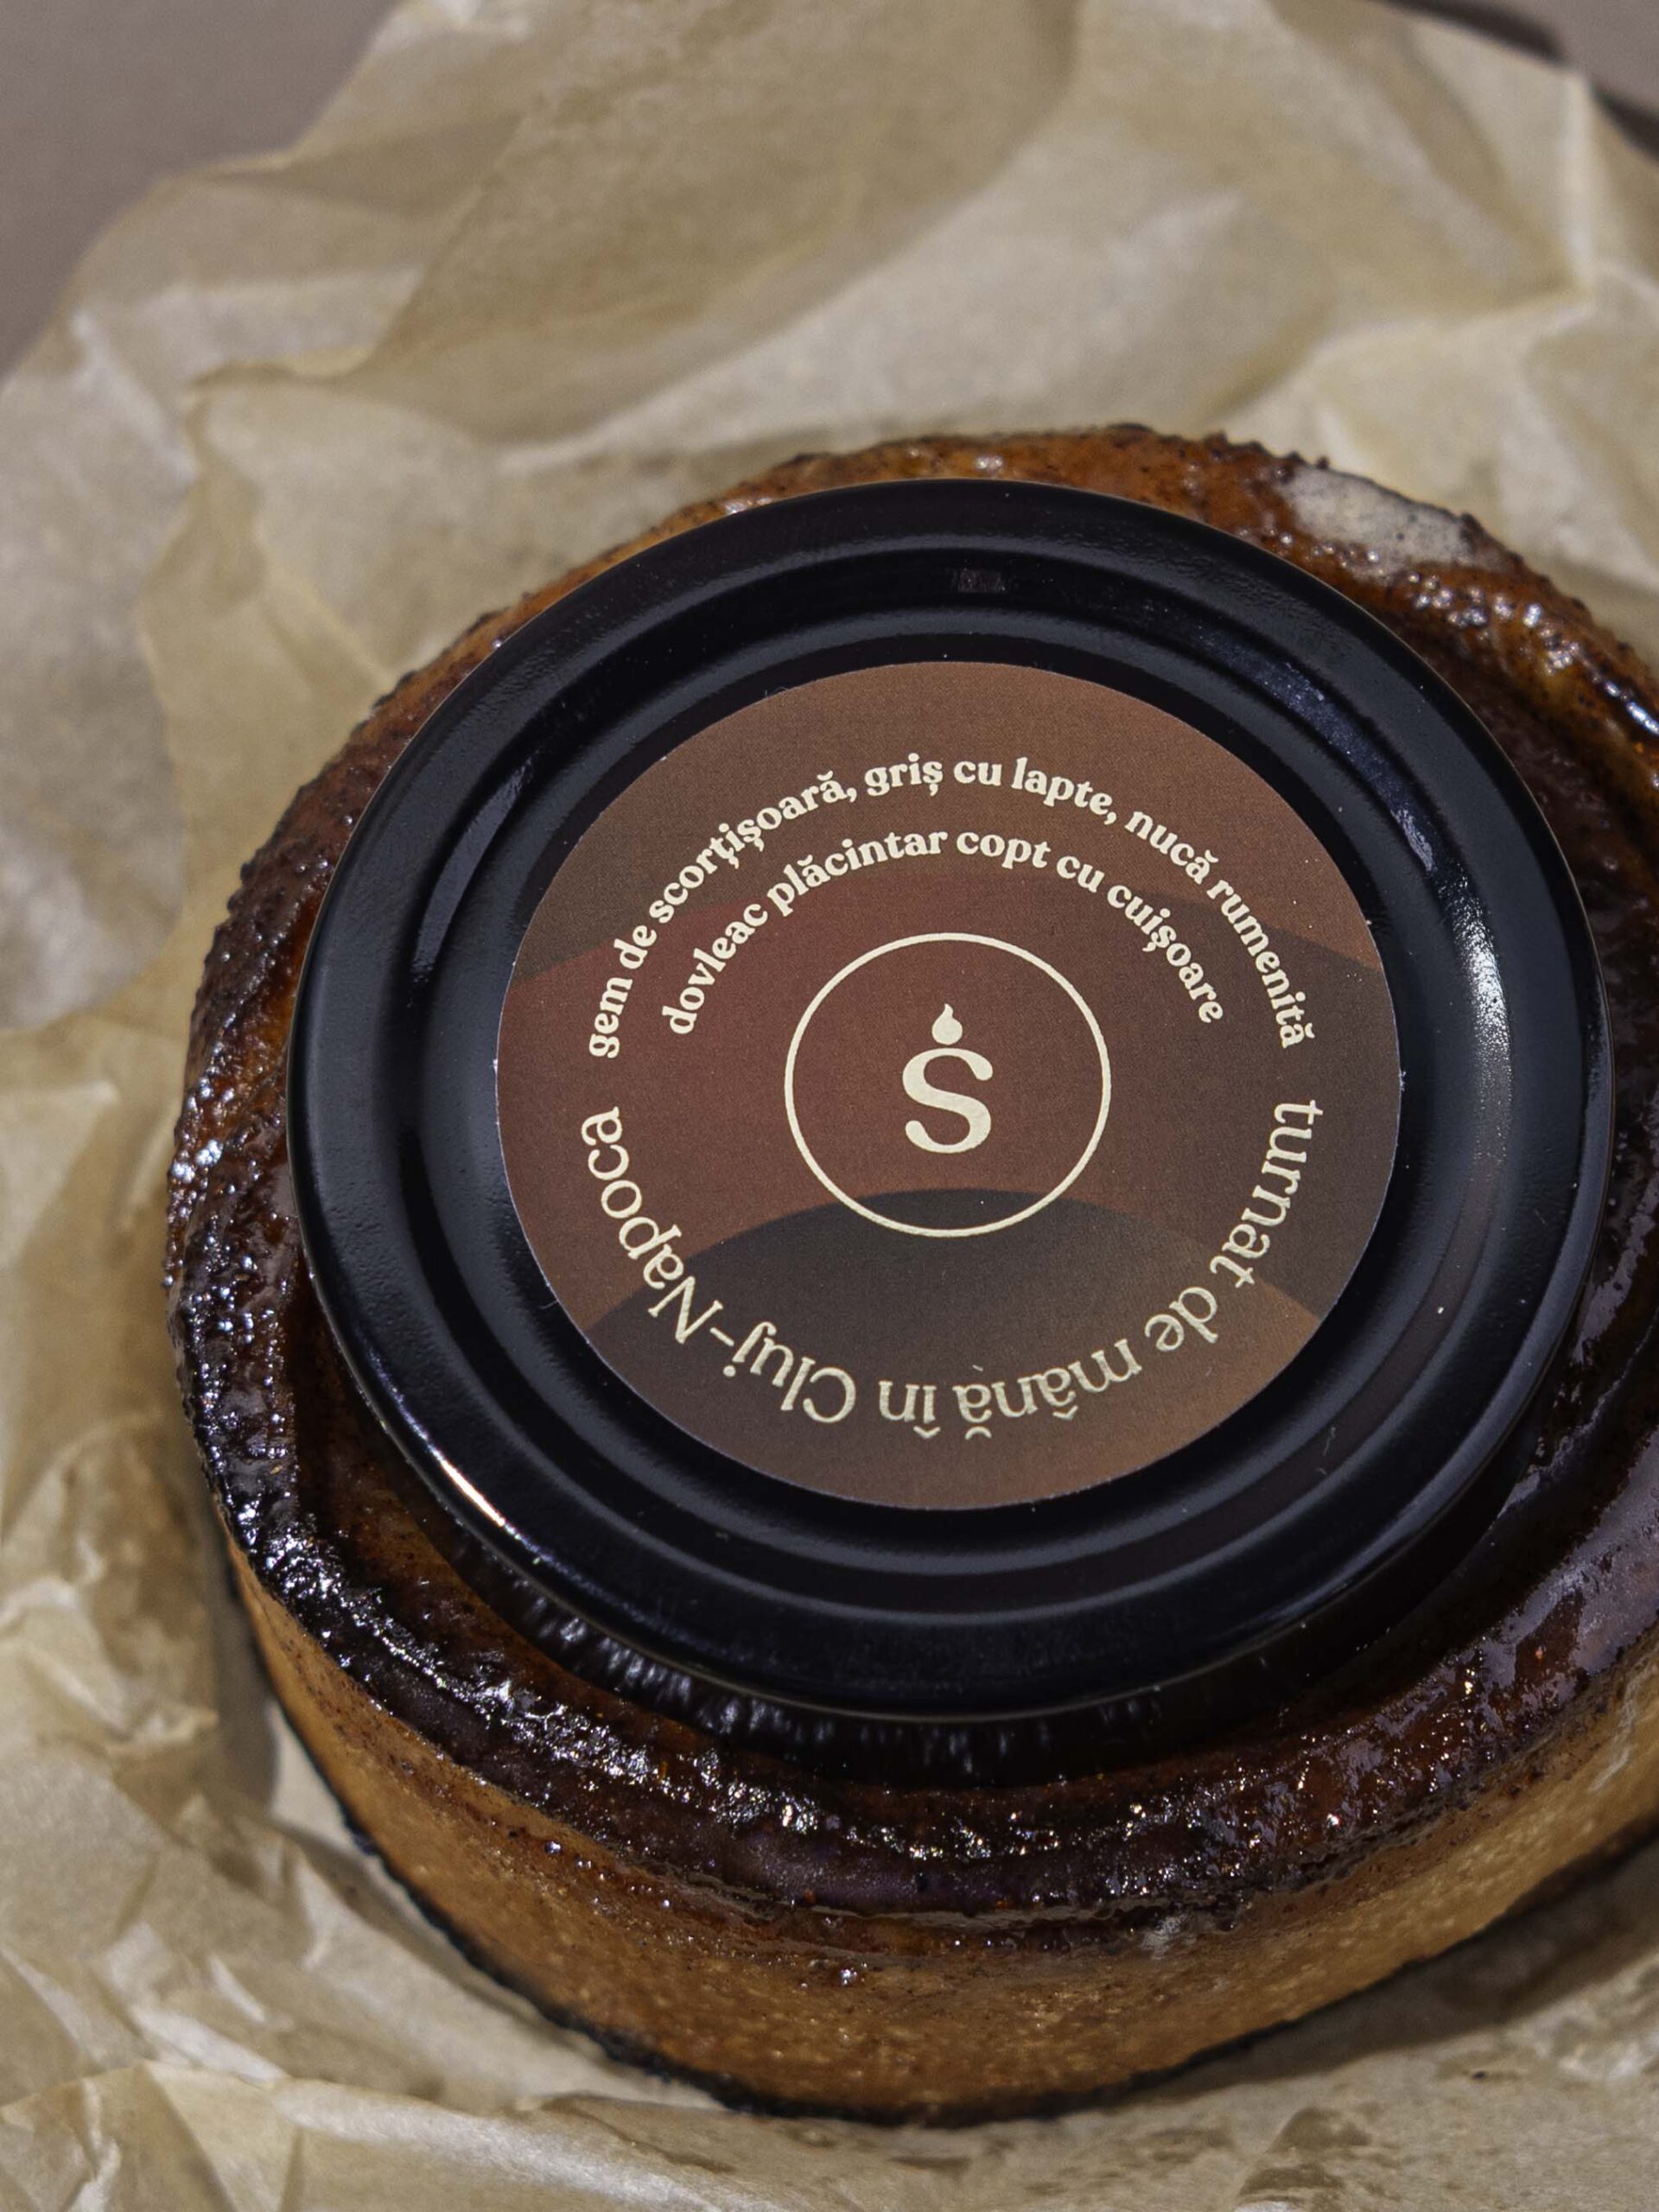 gem de scorțișoară, griș cu lapte, nucă rumenită
dovleac plăcintar copt cu cuișoare
S
turnat de mână în Cluj-Napoca